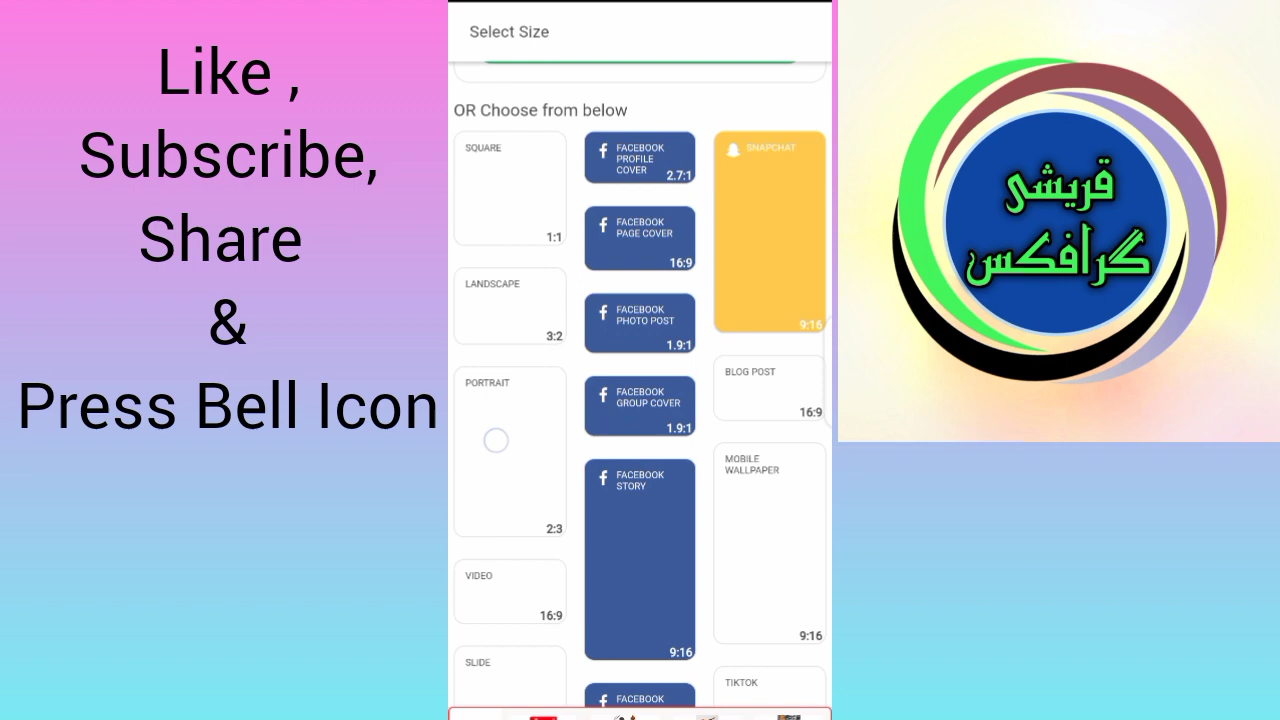 Like ,
Subscribe,
Share
&
Press Bell Icon
Select Size
OR Choose from below
SQUARE
1:1
LANDSCAPE
3:2
PORTRAIT
2:3
VIDEO
16:9
SLIDE
FACEBOOK
PROFILE
COVER
2.7:1
FACEBOOK
PAGE COVER
16:9
FACEBOOK
PHOTO POST
1.9:1
FACEBOOK
GROUP COVER
1.9:1
FACEBOOK
STORY
9:16
FACEBOOK
SNAPCHAT
9:16
BLOG POST
16:9
MOBILE
WALLPAPER
9:16
TIKTOK
قریشی
گرافکس